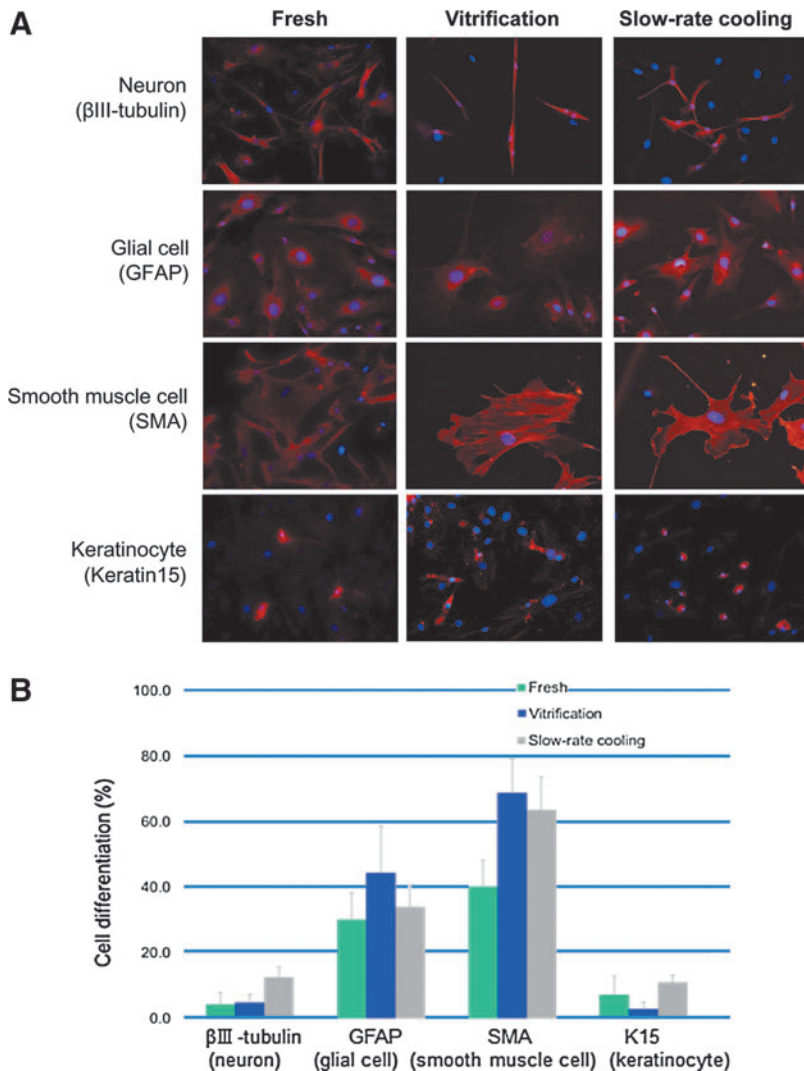 A
Fresh
Vitrification
Slow-rate cooling
Neuron
(βIII-tubulin)
Glial cell
(GFAP)
Smooth muscle cell
(SMA)
Keratinocyte
(Keratin15)
B
Cell differentiation (%)
100.0
80.0
60.0
40.0
20.0
0.0
Fresh
Vitrification
Slow-rate cooling
βⅢ-tubulin
(neuron)
GFAP
(glial cell)
SMA
(smooth muscle cell)
K15
(keratinocyte)